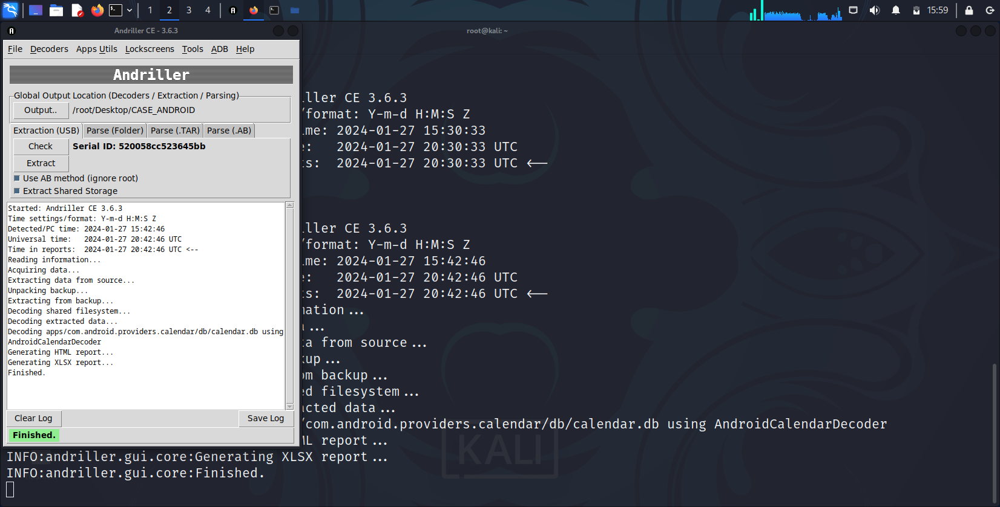 1 2 3 4 15:59
Andriller CE - 3.6.3
root@kali: ~
File Decoders Apps Utils Lockscreens Tools ADB Help
Andriller
Global Output Location (Decoders / Extraction / Parsing)
Output.. /root/Desktop/CASE_ANDROID
Extraction (USB) Parse (Folder) Parse (.TAR) Parse (.AB)
Check Serial ID: 520058cc523645bb
Extract
Use AB method (ignore root)
Extract Shared Storage
Started: Andriller CE 3.6.3
Time settings/format: Y-m-d H:M:S Z
Detected/PC time: 2024-01-27 15:42:46
Universal time: 2024-01-27 20:42:46 UTC
Time in reports: 2024-01-27 20:42:46 UTC <--
Reading information...
Acquiring data...
Extracting data from source...
Unpacking backup...
Extracting from backup...
Decoding shared filesystem...
Decoding extracted data...
Decoding apps/com.android.providers.calendar/db/calendar.db using
AndroidCalendarDecoder
Generating HTML report...
Generating XLSX report...
Finished.
Clear Log Save Log
Finished.
ller CE 3.6.3
/format: Y-m-d H:M:S Z
me: 2024-01-27 15:30:33
: 2024-01-27 20:30:33 UTC
ts: 2024-01-27 20:30:33 UTC <--
ller CE 3.6.3
/format: Y-m-d H:M:S Z
me: 2024-01-27 15:42:46
: 2024-01-27 20:42:46 UTC
ts: 2024-01-27 20:42:46 UTC <--
mation...
...
ta from source...
kup...
om backup...
ed filesystem...
acted data...
/com.android.providers.calendar/db/calendar.db using AndroidCalendarDecoder
ML report...
INFO:andriller.gui.core:Generating XLSX report...
INFO:andriller.gui.core:Finished.
KALI